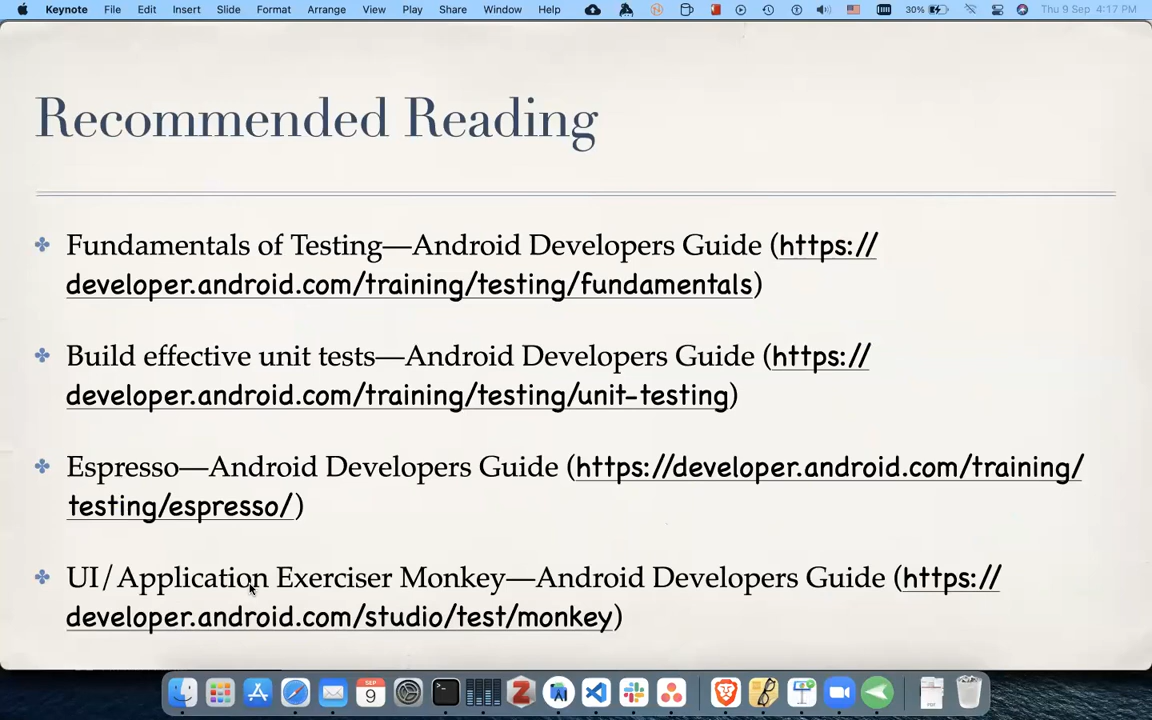 Keynote File Edit Insert Slide Format Arrange View Play Share Window Help 30% Thu 9 Sep 4:17 PM
Recommended Reading
Fundamentals of Testing—Android Developers Guide (https://
developer.android.com/training/testing/fundamentals)
Build effective unit tests—Android Developers Guide (https://
developer.android.com/training/testing/unit-testing)
Espresso—Android Developers Guide (https://developer.android.com/training/
testing/espresso/)
UI/Application Exerciser Monkey—Android Developers Guide (https://
developer.android.com/studio/test/monkey)
SEP
9